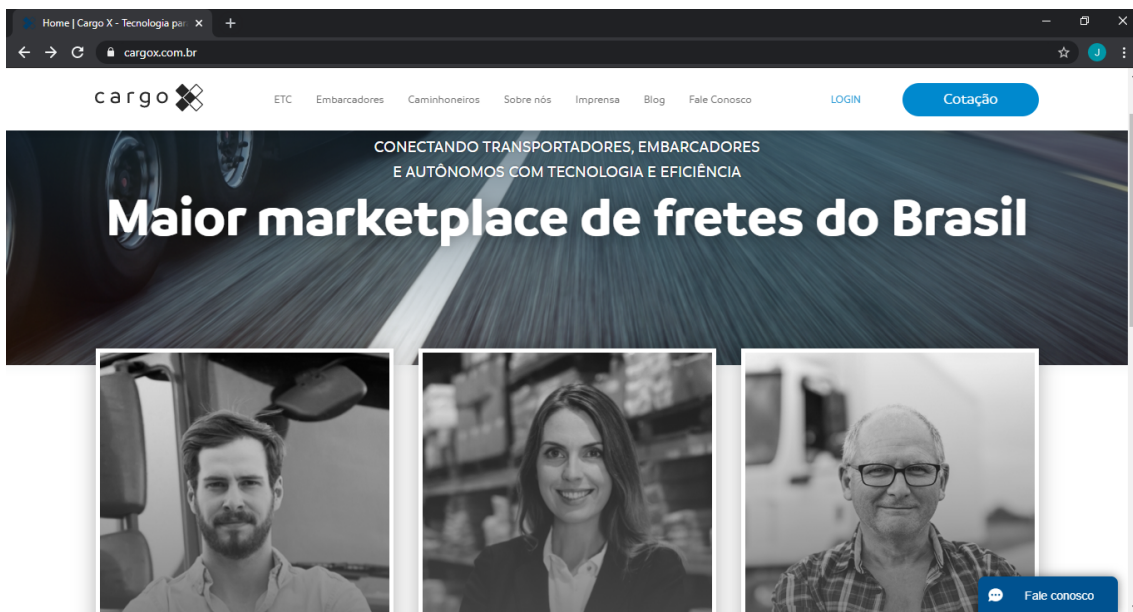 Home | Cargo X - Tecnologia par
cargox.com.br
J
cargo
ETC Embarcadores Caminhoneiros Sobre nós Imprensa Blog Fale Conosco LOGIN Cotação
CONECTANDO TRANSPORTADORES, EMBARCADORES
E AUTÔNOMOS COM TECNOLOGIA E EFICIÊNCIA
Maior marketplace de fretes do Brasil
Fale conosco